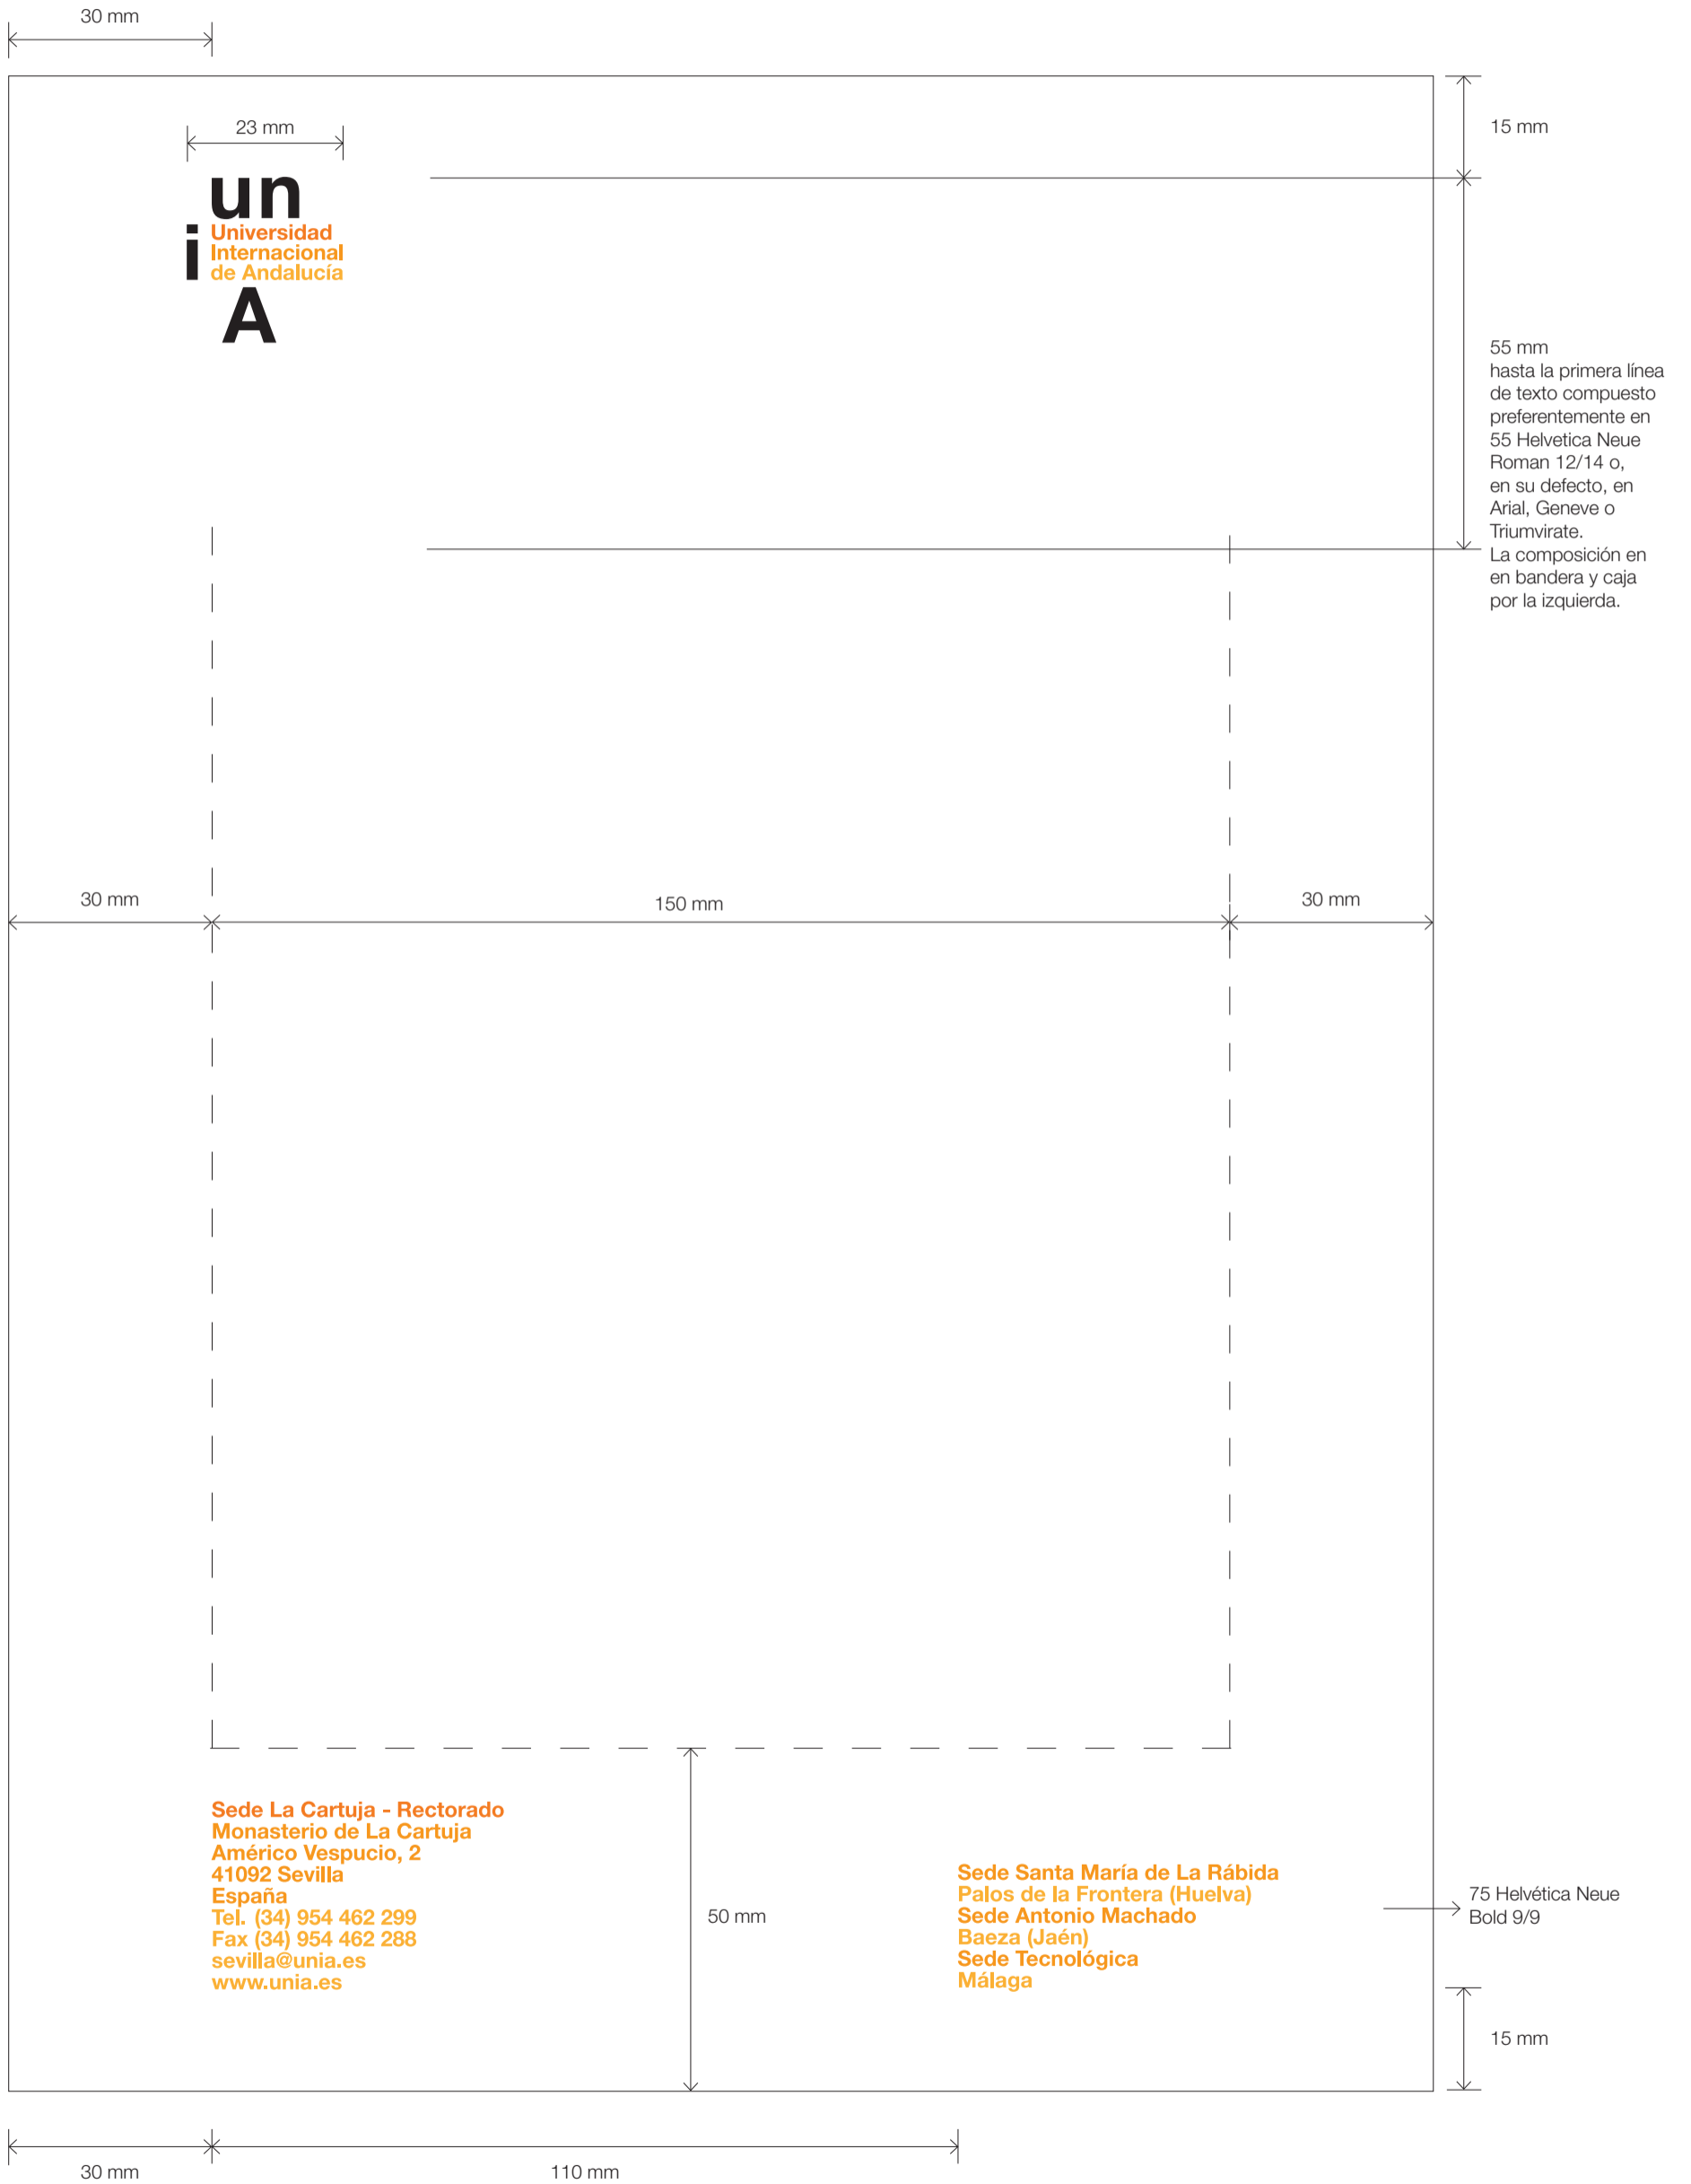 30 mm
23 mm
15 mm
un
i
Universidad
Internacional
de Andalucía
A
55 mm
hasta la primera línea
de texto compuesto
preferentemente en
55 Helvetica Neue
Roman 12/14 o,
en su defecto, en
Arial, Geneve o
Triumvirate.
La composición en
en bandera y caja
por la izquierda.
30 mm
150 mm
30 mm
Sede La Cartuja - Rectorado
Monasterio de La Cartuja
Américo Vespucio, 2
41092 Sevilla
España
Tel. (34) 954 462 299
Fax (34) 954 462 288
sevilla@unia.es
www.unia.es
50 mm
Sede Santa María de La Rábida
Palos de la Frontera (Huelva)
Sede Antonio Machado
Baeza (Jaén)
Sede Tecnológica
Málaga
75 Helvética Neue
Bold 9/9
15 mm
30 mm
110 mm